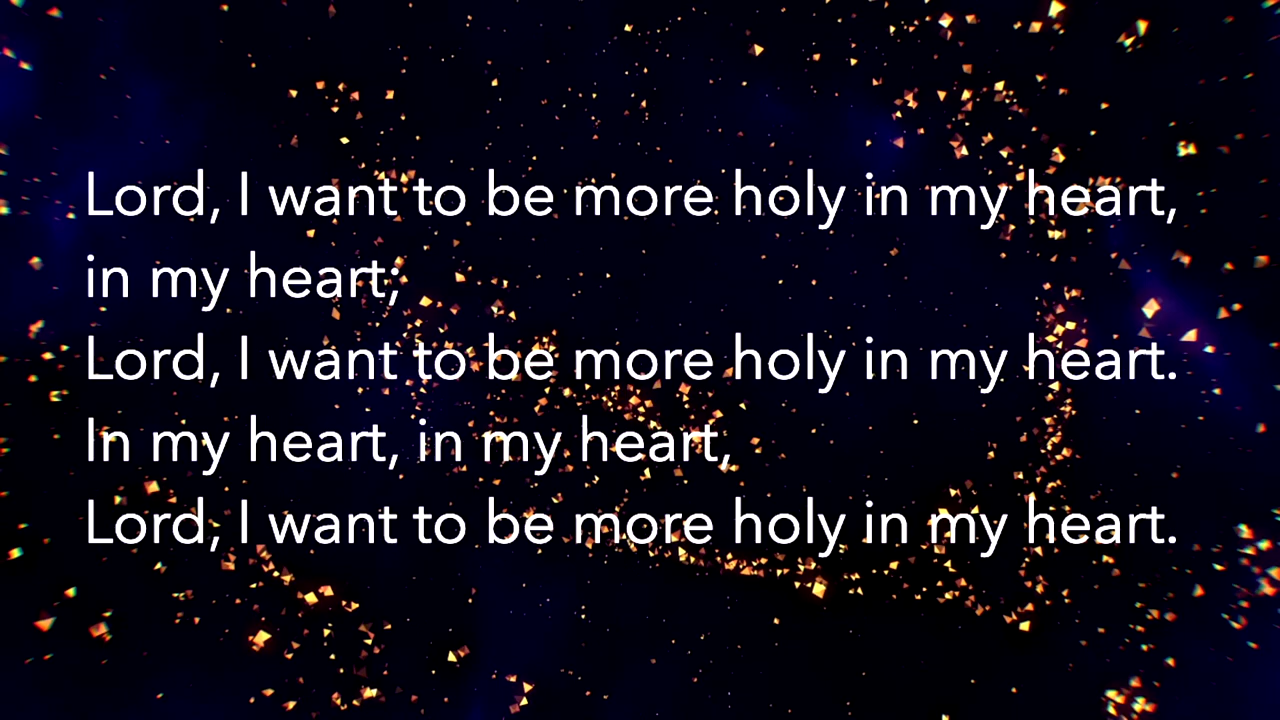 Lord, I want to be more holy in my heart,
in my heart;
Lord, I want to be more holy in my heart.
In my heart, in my heart,
Lord, I want to be more holy in my heart.